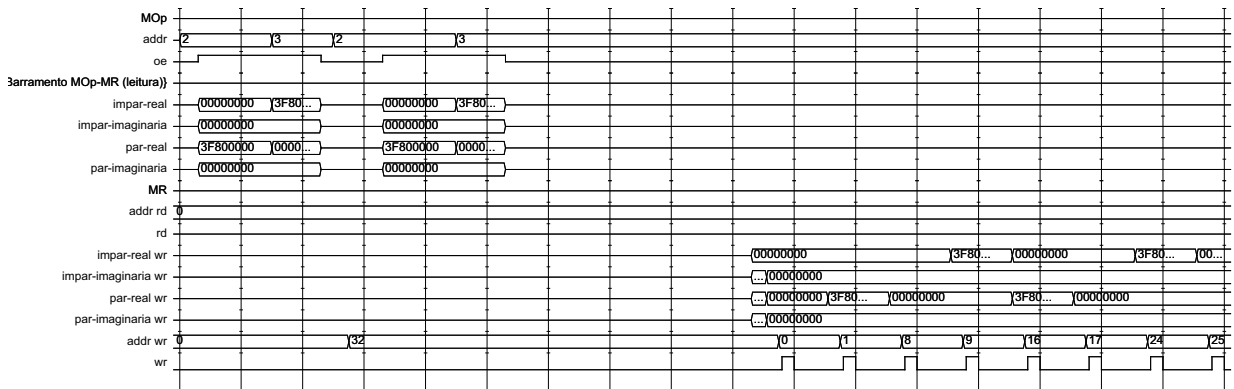 MOp
addr 2 3 2 3
oe
Barramento MOp-MR (leitura)}
impar-real 00000000 3F80... 00000000 3F80...
impar-imaginaria 00000000 00000000
par-real 3F800000 0000... 3F800000 0000...
par-imaginaria 00000000 00000000
MR
addr rd 0
rd
impar-real wr 00000000 3F80... 00000000 3F80... 00...
impar-imaginaria wr ... 00000000
par-real wr ... 00000000 3F80... 00000000 3F80... 00000000
par-imaginaria wr ... 00000000
addr wr 0 32 0 1 8 9 16 17 24 25
wr